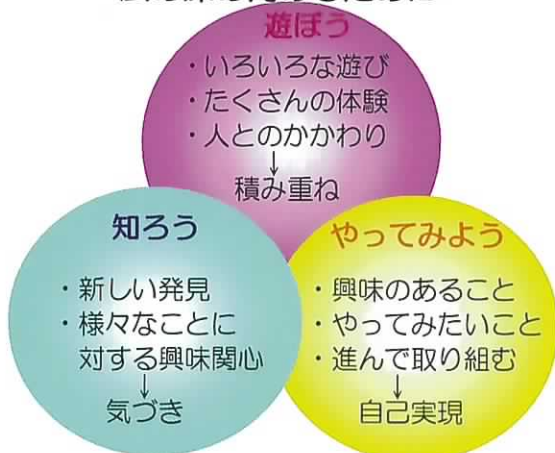 遊ぼう
・いろいろな遊び
・たくさんの体験
・人とのかかわり
↓
積み重ね
知ろう
・新しい発見
・様々なことに
対する興味関心
↓
気づき
やってみよう
・興味のあること
・やってみたいこと
・進んで取り組む
↓
自己実現